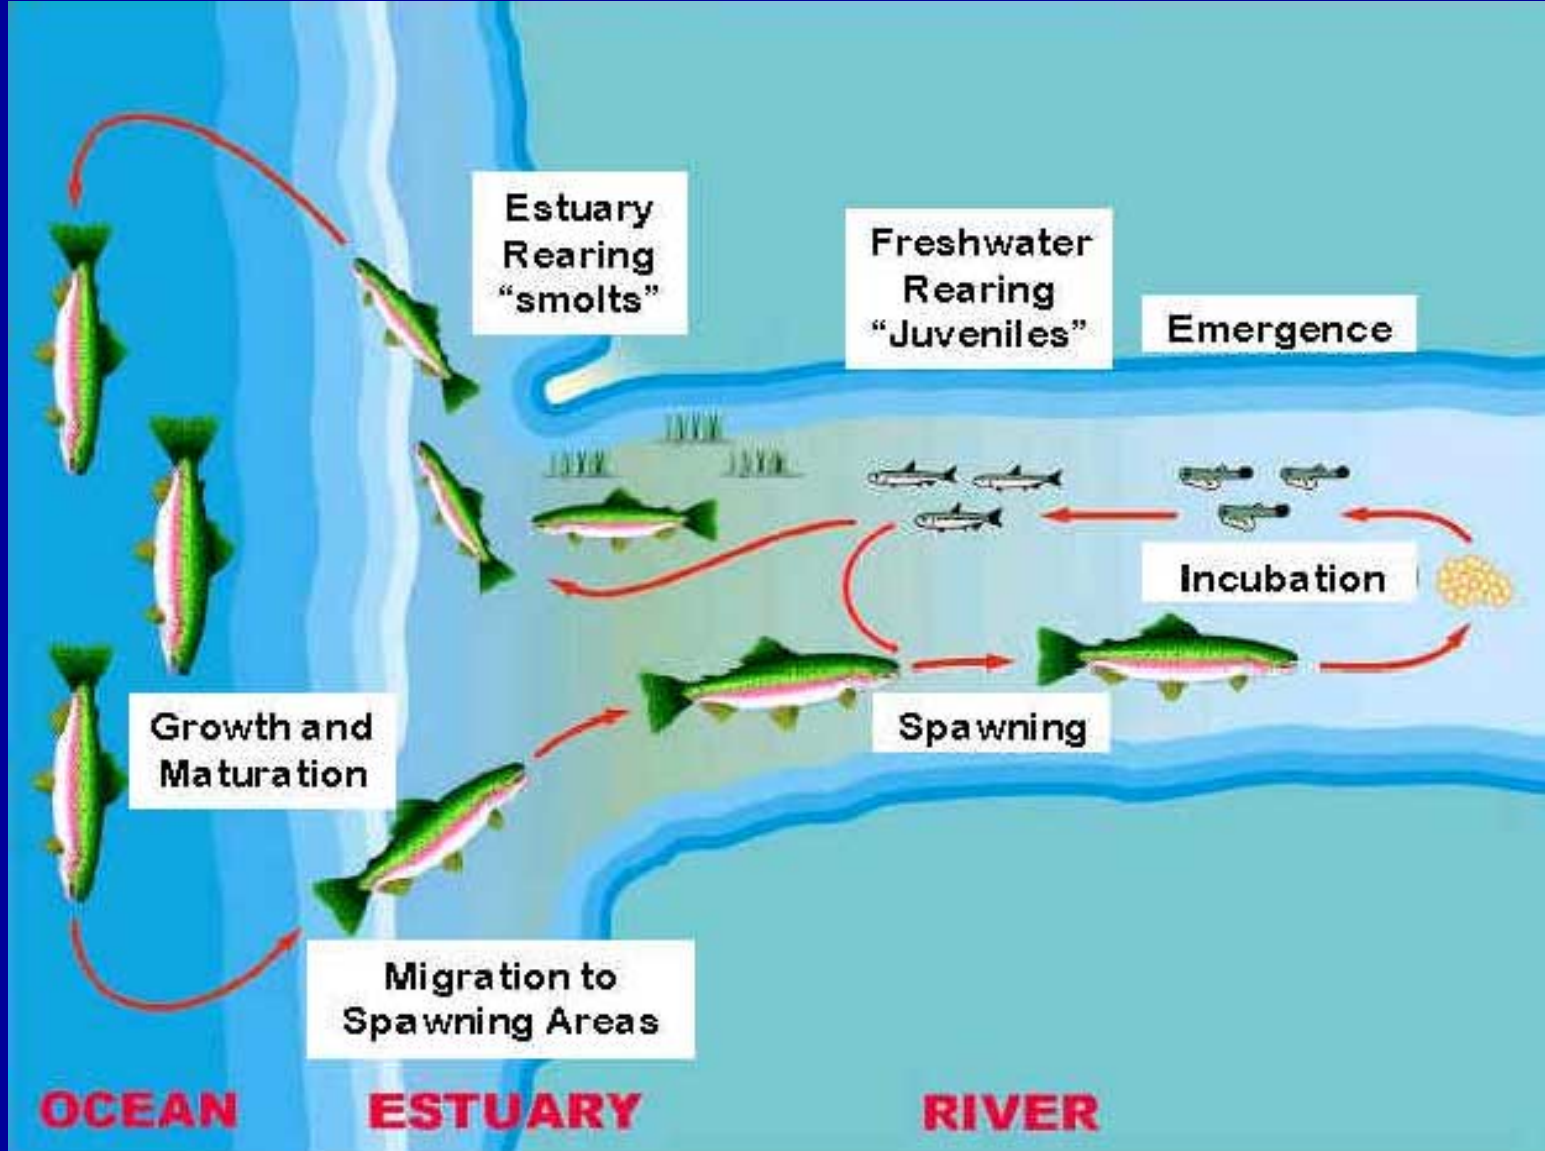 Estuary
Rearing
“smolts”
Freshwater
Rearing
“Juveniles”
Emergence
Incubation
Growth and
Maturation
Spawning
Migration to
Spawning Areas
OCEAN
ESTUARY
RIVER